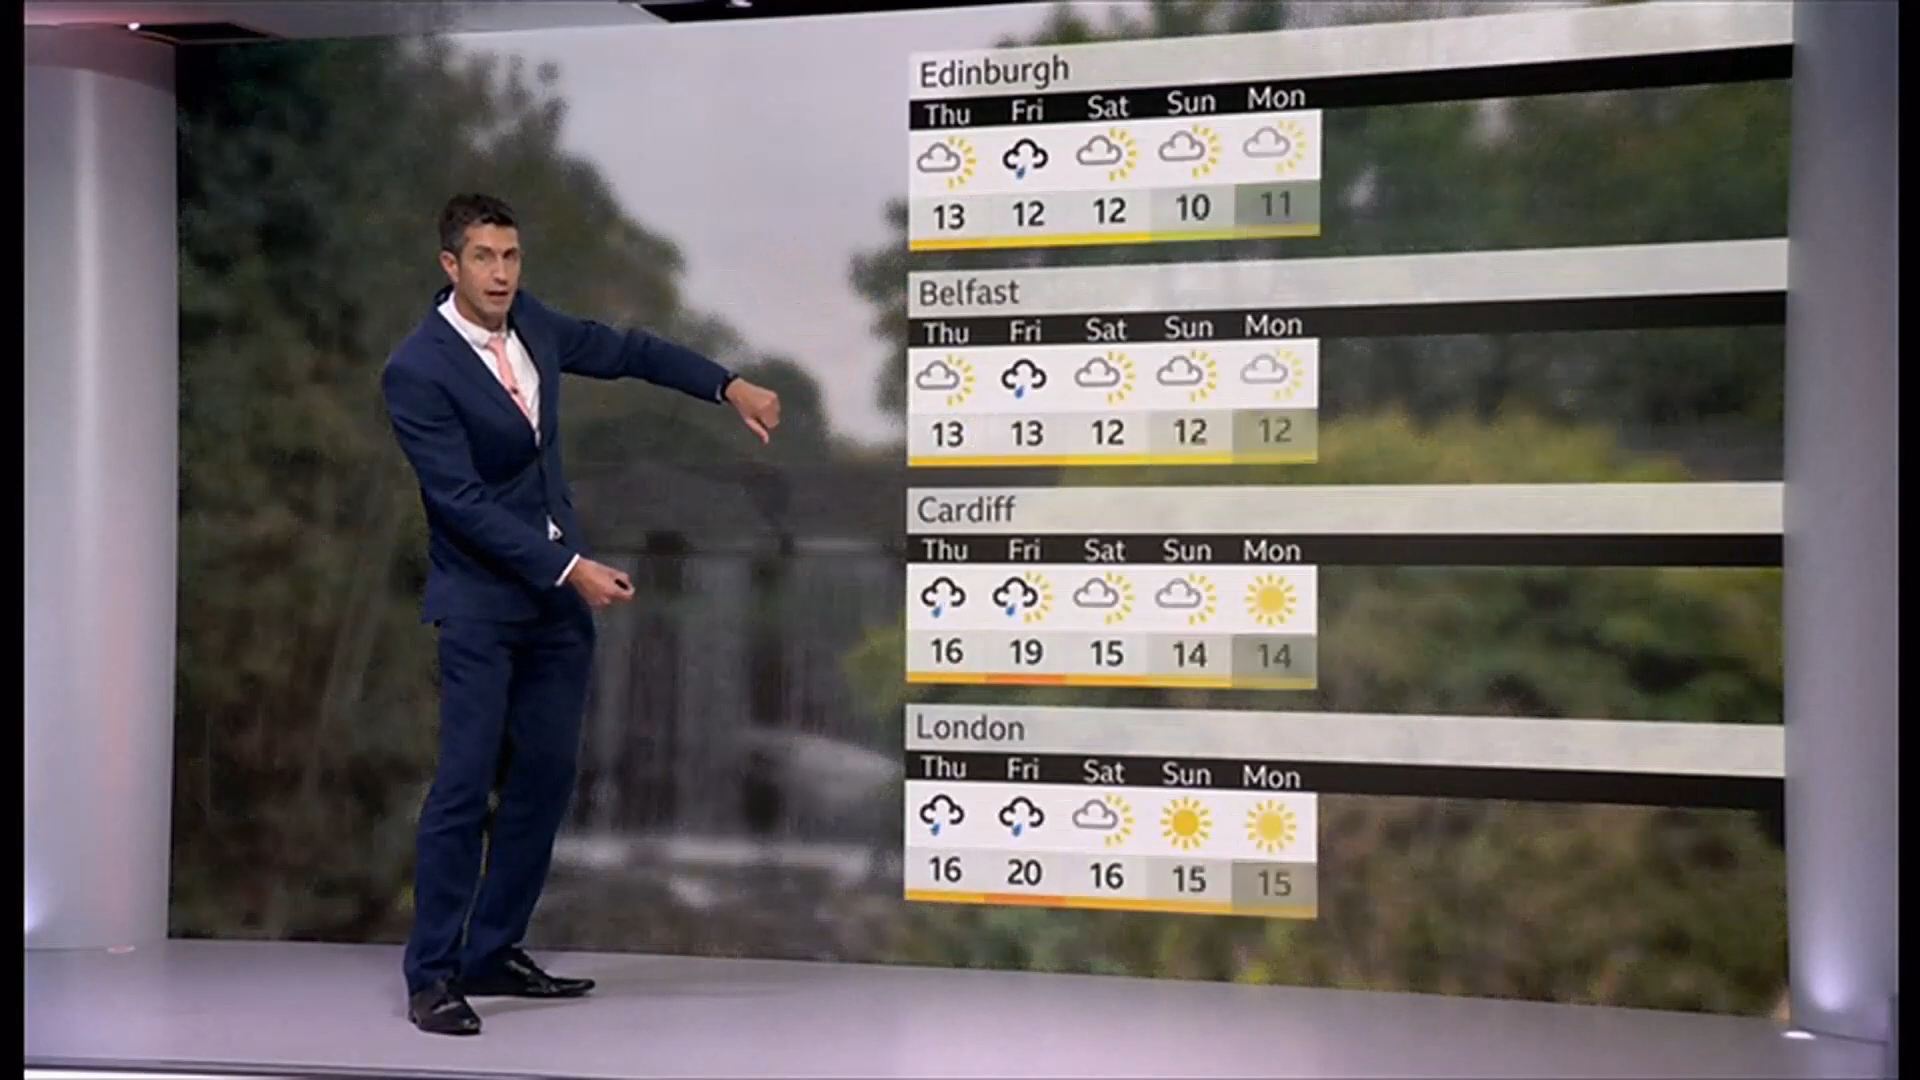 Edinburgh
Thu Fri Sat Sun Mon
13 12 12 10 11
Belfast
Thu Fri Sat Sun Mon
13 13 12 12 12
Cardiff
Thu Fri Sat Sun Mon
16 19 15 14 14
London
Thu Fri Sat Sun Mon
16 20 16 15 15